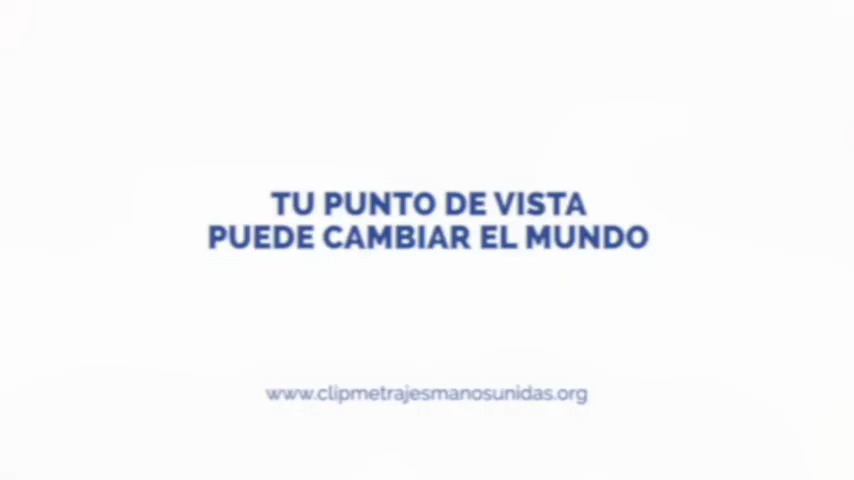 TU PUNTO DE VISTA
PUEDE CAMBIAR EL MUNDO
www.clipmetrajesmanosunidas.org